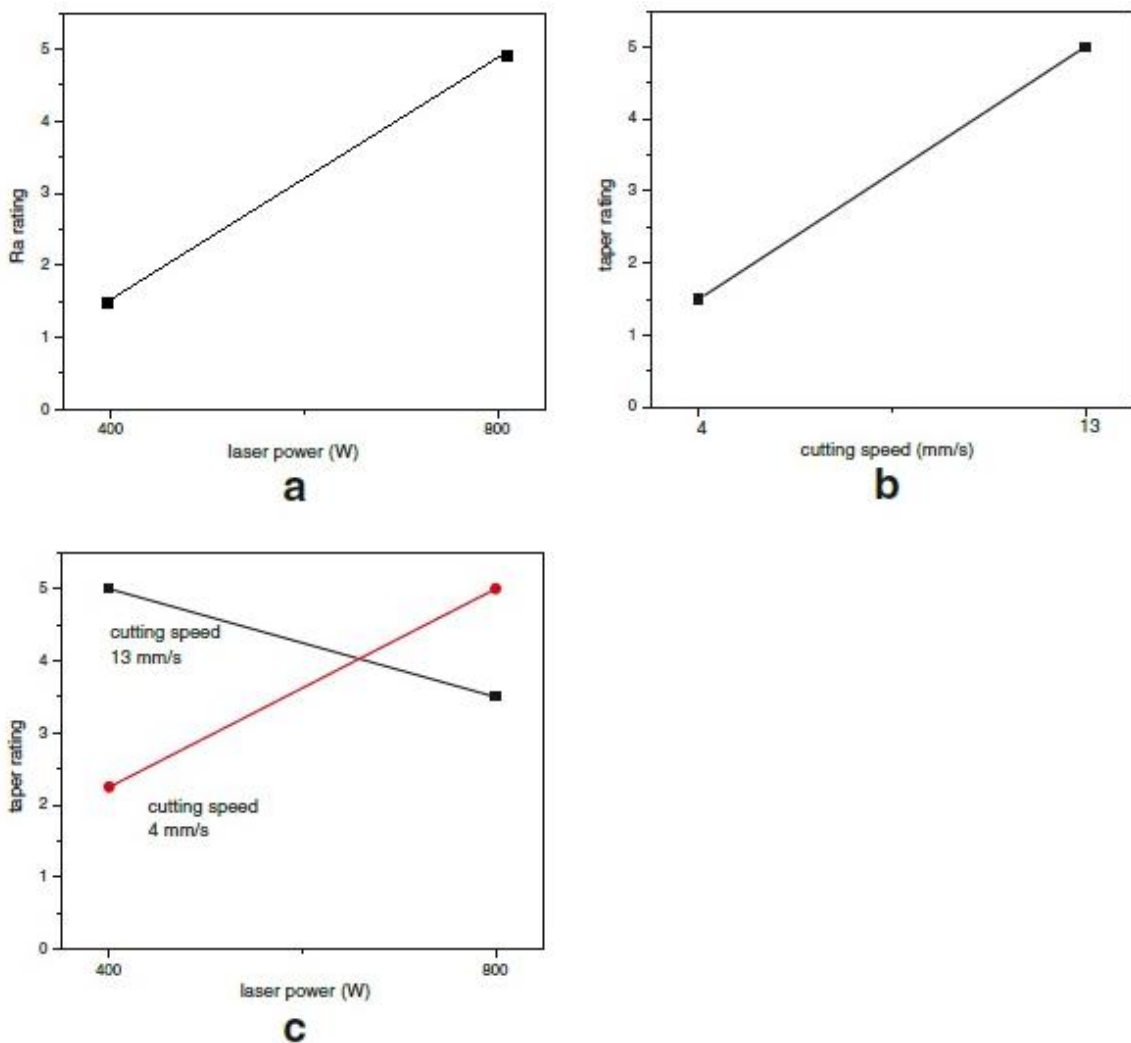 5
4
3
2
1
0
Ra rating
400
800
laser power (W)
a
5
4
3
2
1
0
taper rating
4
13
cutting speed (mm/s)
b
5
4
3
2
1
0
taper rating
cutting speed
13 mm/s
cutting speed
4 mm/s
400
800
laser power (W)
c